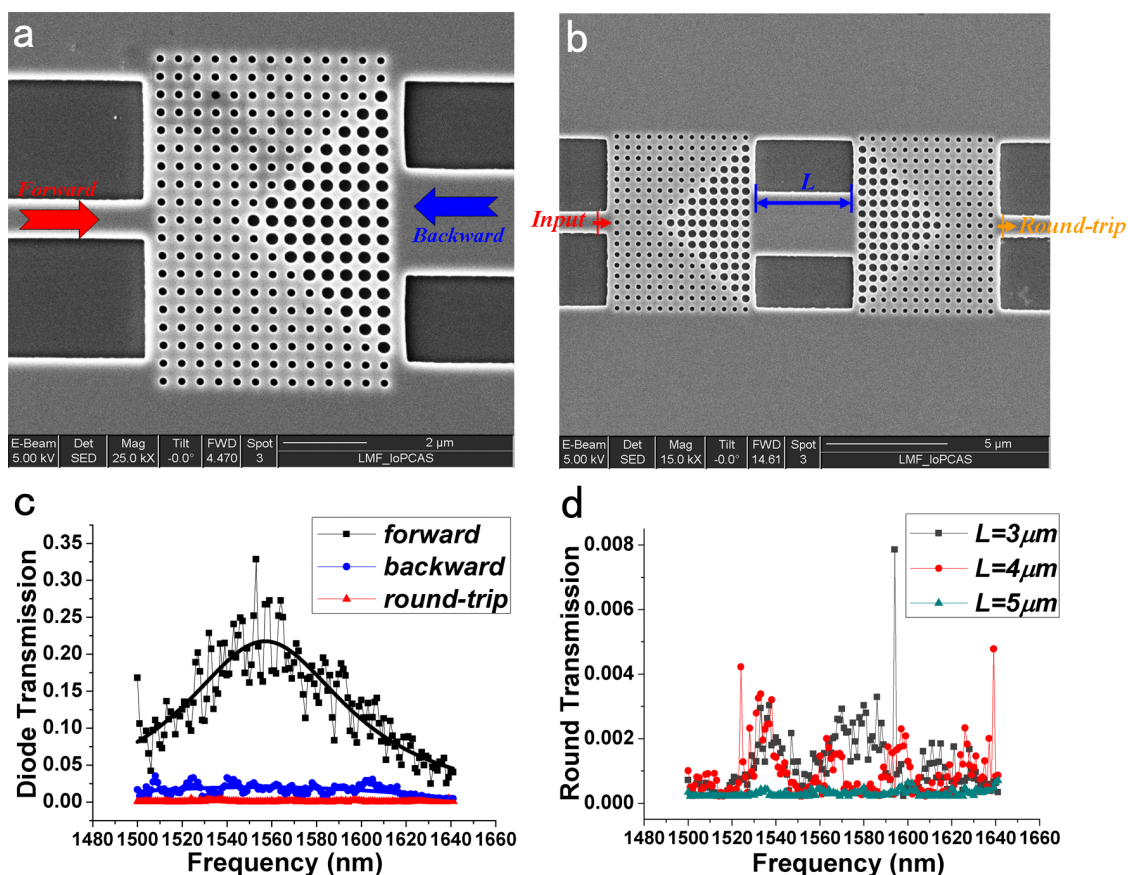 a
Forward
Backward
E-Beam Det Mag Tilt FWD Spot 2 µm
5.00 kV SED 25.0 kX -0.0° 4.470 3 LMF_IoPCAS
b
L
Input
Round-trip
E-Beam Det Mag Tilt FWD Spot 5 µm
5.00 kV SED 15.0 kX -0.0° 14.61 3 LMF_IoPCAS
c
forward
backward
round-trip
Diode Transmission
0.35
0.30
0.25
0.20
0.15
0.10
0.05
0.00
1480 1500 1520 1540 1560 1580 1600 1620 1640 1660
Frequency (nm)
d
L=3µm
L=4µm
L=5µm
Round Transmission
0.008
0.006
0.004
0.002
0.000
1480 1500 1520 1540 1560 1580 1600 1620 1640 1660
Frequency (nm)